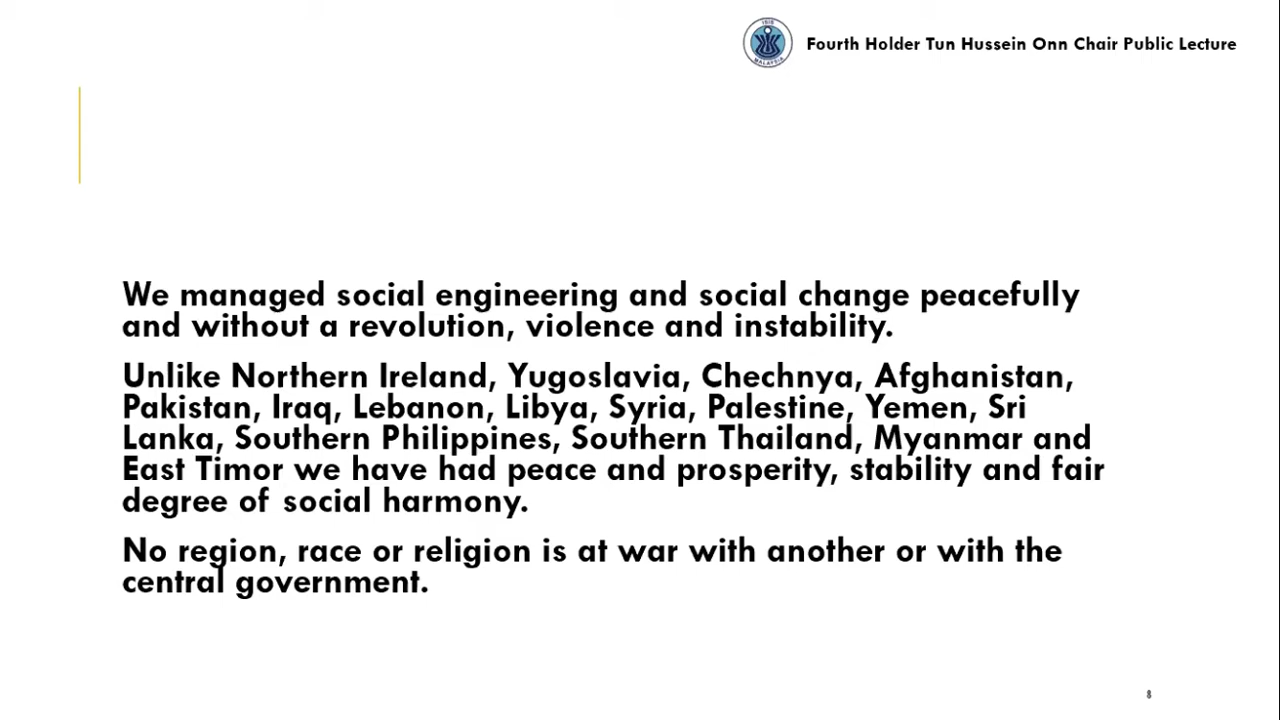 ISIS
MALAYSIA
Fourth Holder Tun Hussein Onn Chair Public Lecture
We managed social engineering and social change peacefully
and without a revolution, violence and instability.
Unlike Northern Ireland, Yugoslavia, Chechnya, Afghanistan,
Pakistan, Iraq, Lebanon, Libya, Syria, Palestine, Yemen, Sri
Lanka, Southern Philippines, Southern Thailand, Myanmar and
East Timor we have had peace and prosperity, stability and fair
degree of social harmony.
No region, race or religion is at war with another or with the
central government.
8